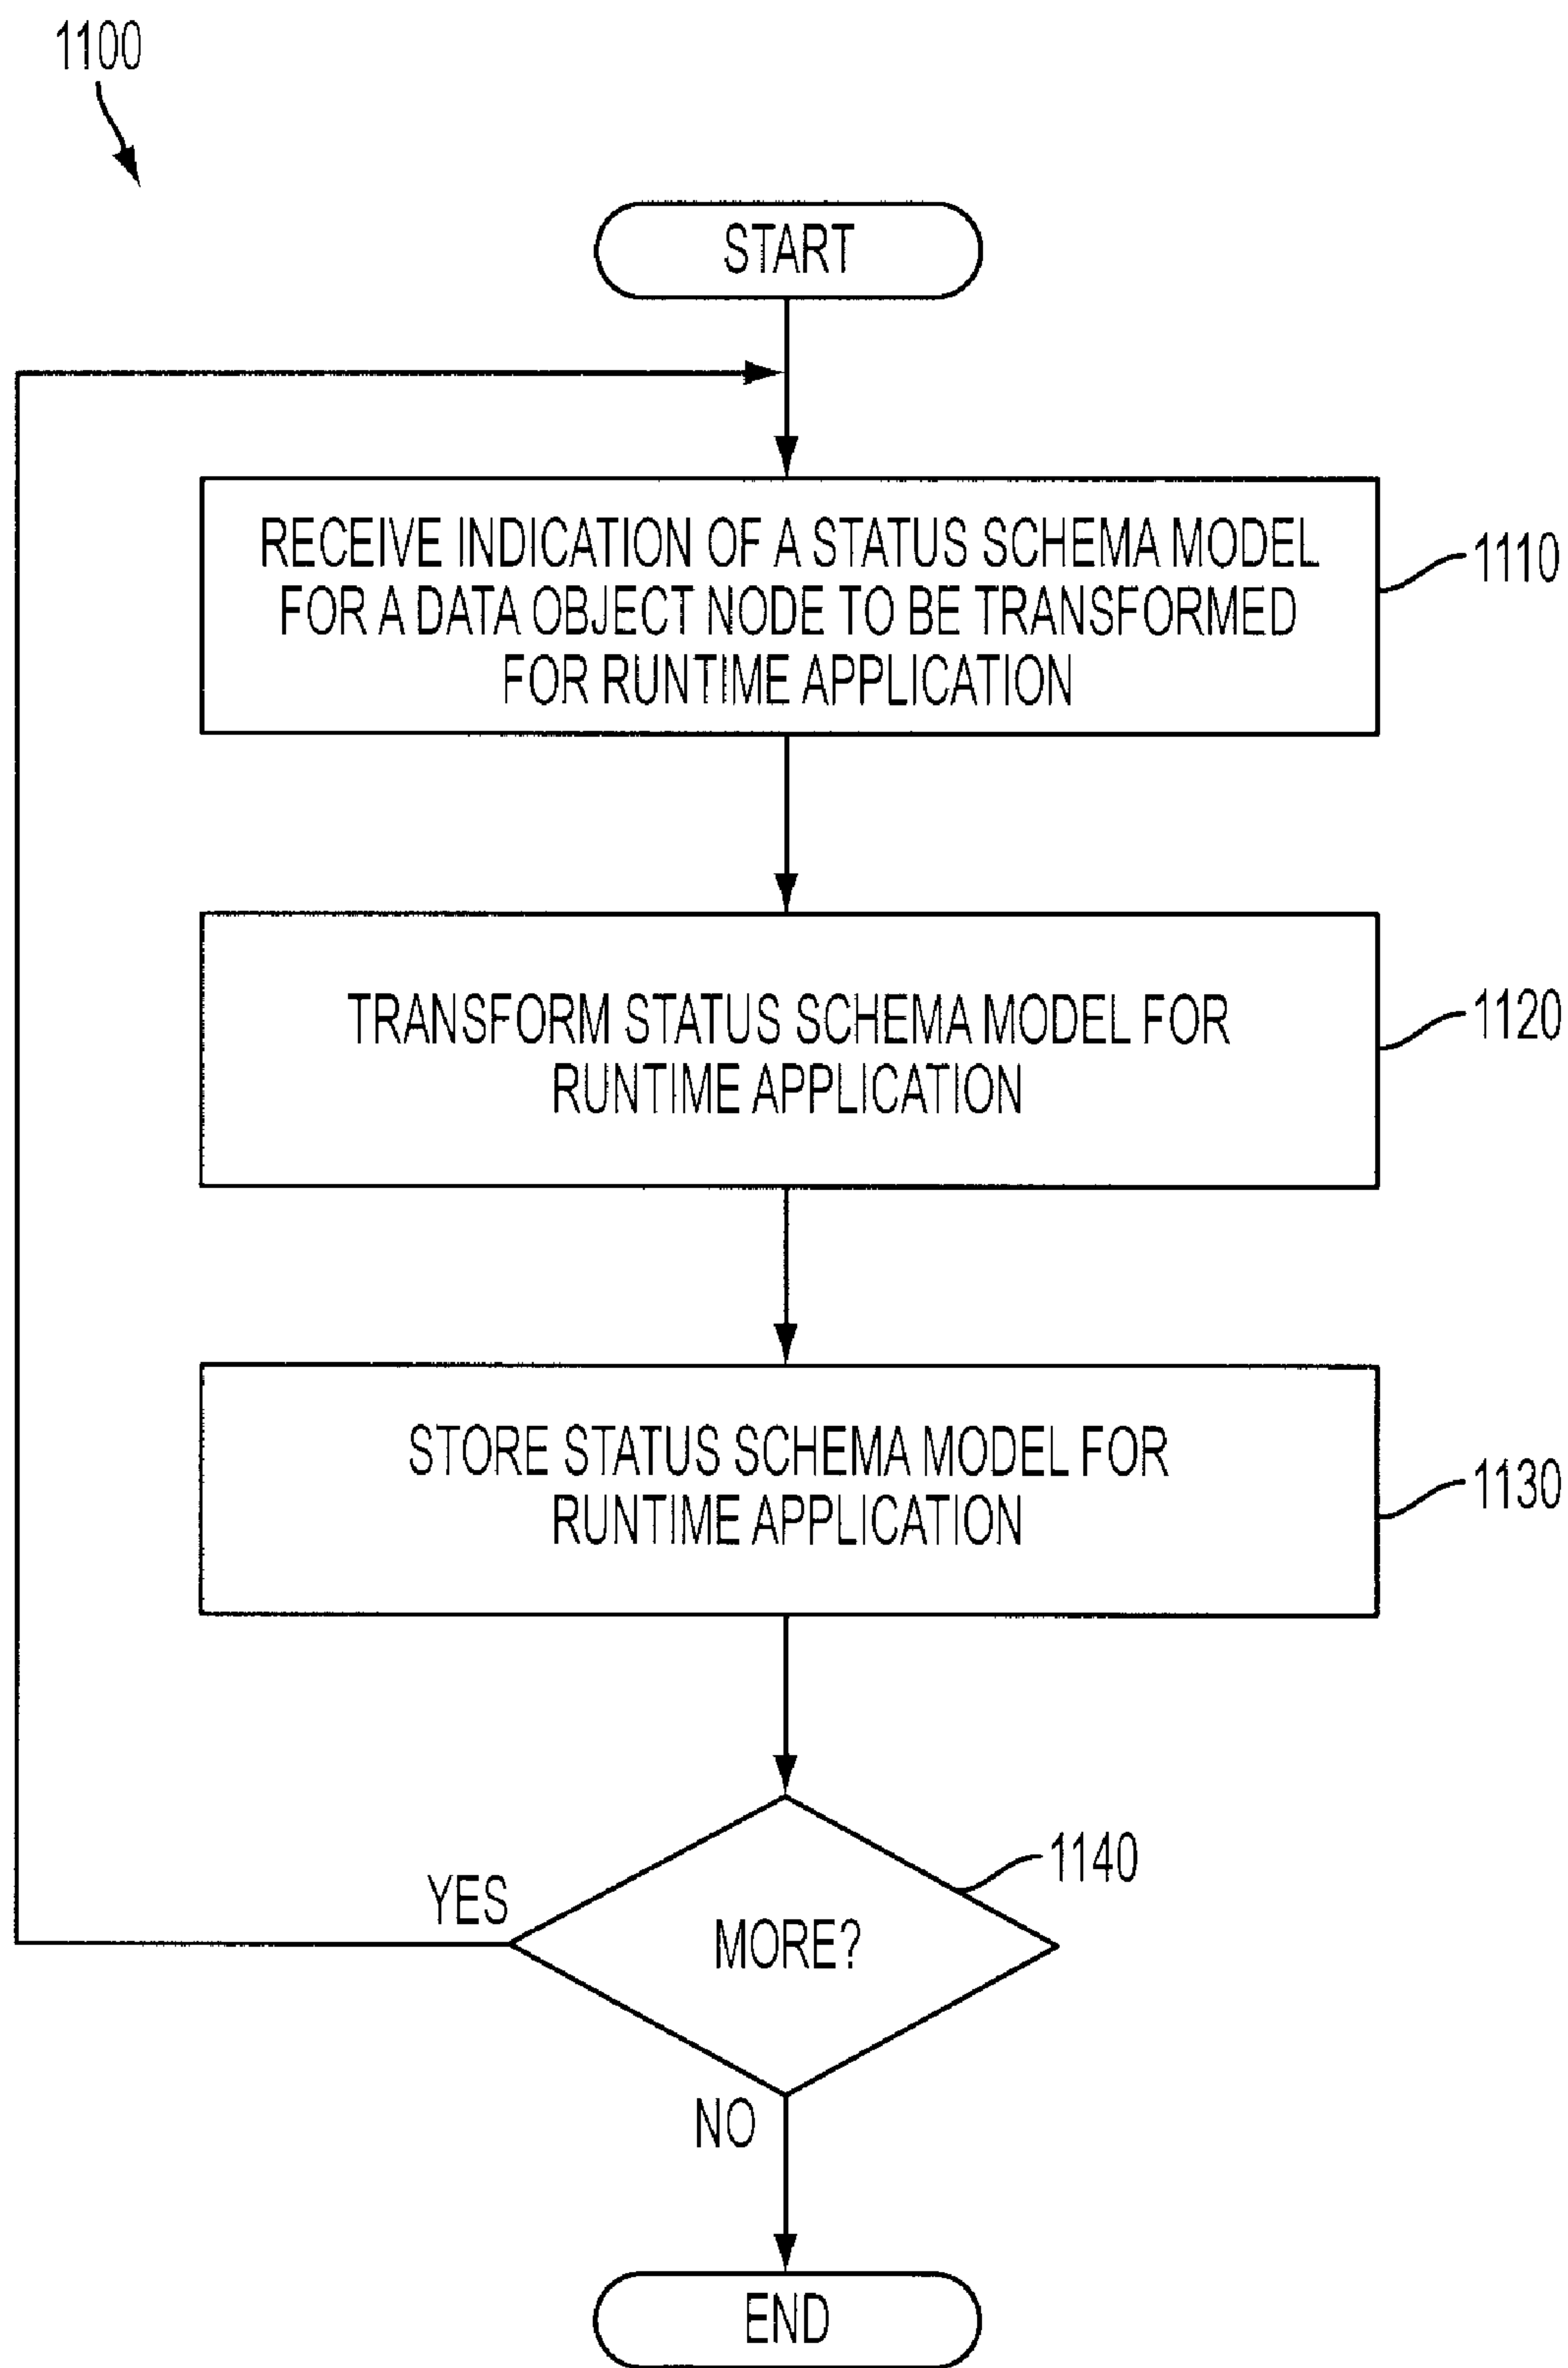 1100
START
RECEIVE INDICATION OF A STATUS SCHEMA MODEL
FOR A DATA OBJECT NODE TO BE TRANSFORMED
FOR RUNTIME APPLICATION
1110
TRANSFORM STATUS SCHEMA MODEL FOR
RUNTIME APPLICATION
1120
STORE STATUS SCHEMA MODEL FOR
RUNTIME APPLICATION
1130
1140
YES
MORE?
NO
END